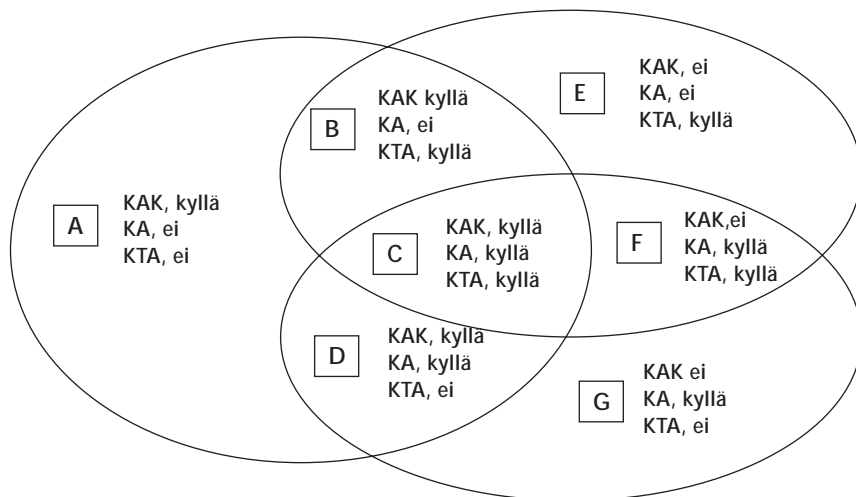 A
KAK, kyllä
KA, ei
KTA, ei
B
KAK kyllä
KA, ei
KTA, kyllä
E
KAK, ei
KA, ei
KTA, kyllä
C
KAK, kyllä
KA, kyllä
KTA, kyllä
F
KAK,ei
KA, kyllä
KTA, kyllä
D
KAK, kyllä
KA, kyllä
KTA, ei
G
KAK ei
KA, kyllä
KTA, ei